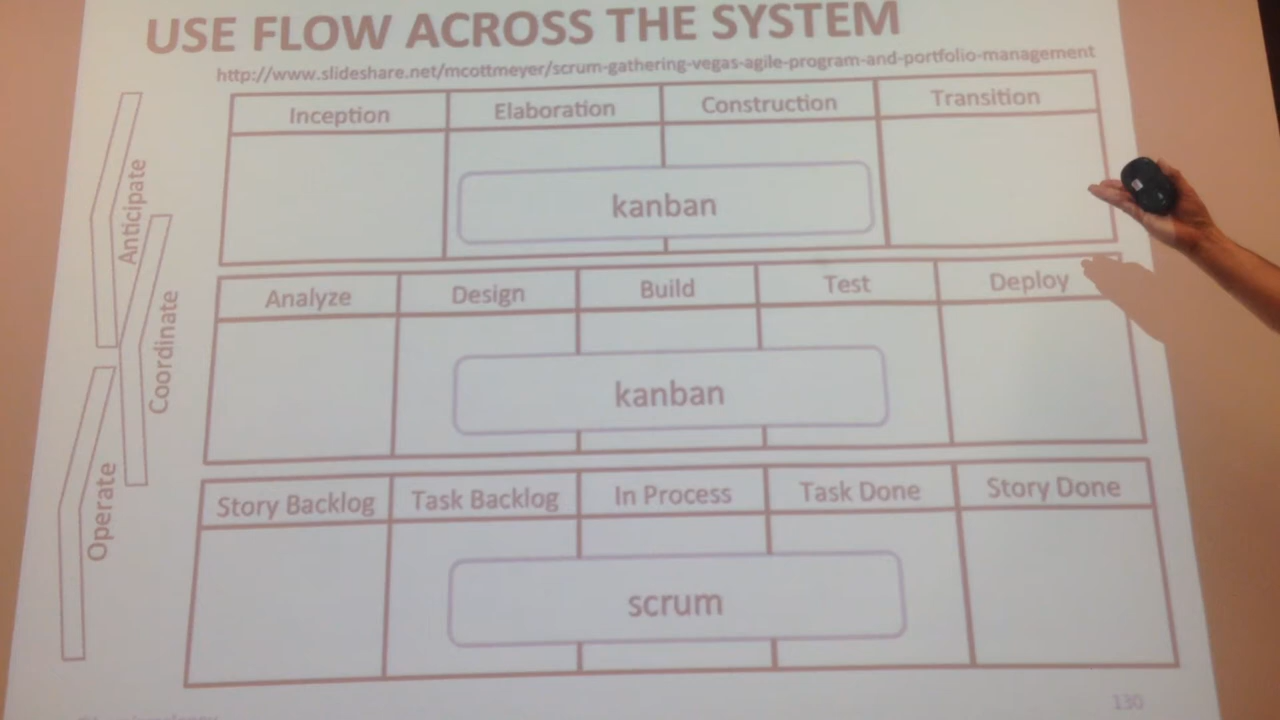 USE FLOW ACROSS THE SYSTEM
http://www.slideshare.net/mcottmeyer/scrum-gathering-vegas-agile-program-and-portfolio-management
Inception Elaboration Construction Transition
kanban
Anticipate
Analyze Design Build Test Deploy
kanban
Coordinate
Story Backlog Task Backlog In Process Task Done Story Done
scrum
Operate
130